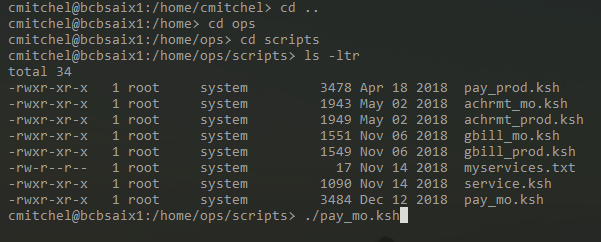 cmitchel@bcbsaix1:/home/cmitchel> cd ..
cmitchel@bcbsaix1:/home> cd ops
cmitchel@bcbsaix1:/home/ops> cd scripts
cmitchel@bcbsaix1:/home/ops/scripts> ls -ltr
total 34
-rwxr-xr-x 1 root system 3478 Apr 18 2018 pay_prod.ksh
-rwxr-xr-x 1 root system 1943 May 02 2018 achrmt_mo.ksh
-rwxr-xr-x 1 root system 1949 May 02 2018 achrmt_prod.ksh
-rwxr-xr-x 1 root system 1551 Nov 06 2018 gbill_mo.ksh
-rwxr-xr-x 1 root system 1549 Nov 06 2018 gbill_prod.ksh
-rw-r--r-- 1 root system 17 Nov 14 2018 myservices.txt
-rwxr-xr-x 1 root system 1090 Nov 14 2018 service.ksh
-rwxr-xr-x 1 root system 3484 Dec 12 2018 pay_mo.ksh
cmitchel@bcbsaix1:/home/ops/scripts> ./pay_mo.ksh